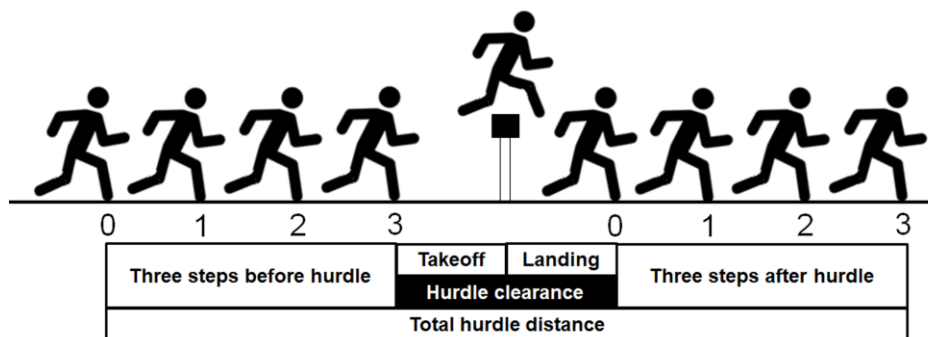 0 1 2 3 0 1 2 3
Three steps before hurdle Takeoff Landing Three steps after hurdle
Hurdle clearance
Total hurdle distance